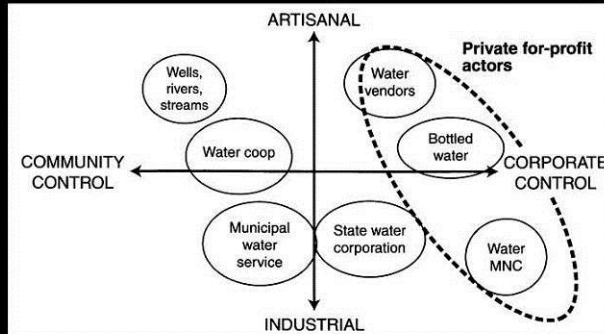 ARTISANAL
Private for-profit
actors
Wells,
rivers,
streams
Water
vendors
Water coop
Bottled
water
COMMUNITY
CONTROL
CORPORATE
CONTROL
Municipal
water
service
State water
corporation
Water
MNC
INDUSTRIAL